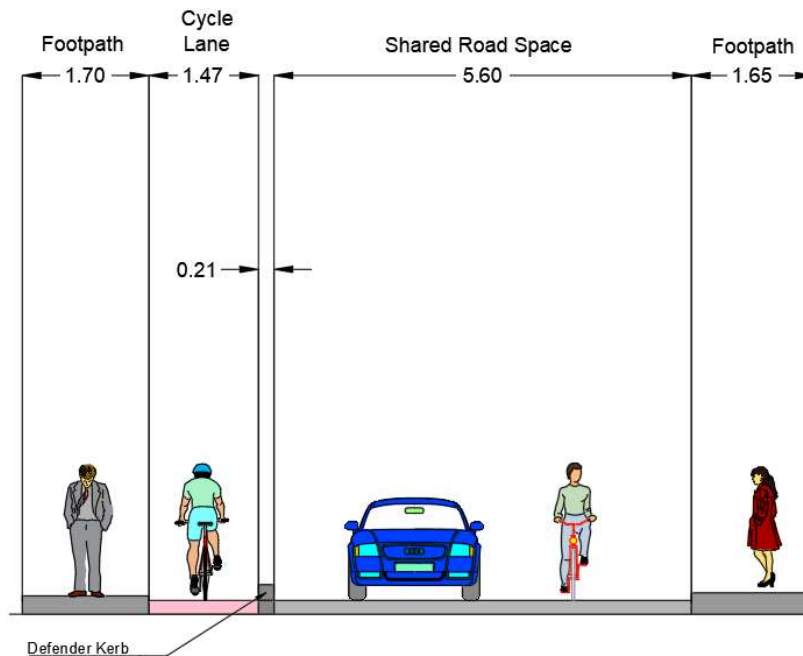 Footpath
Cycle
Lane
Shared Road Space
Footpath
1.70
1.47
5.60
1.65
0.21
Defender Kerb